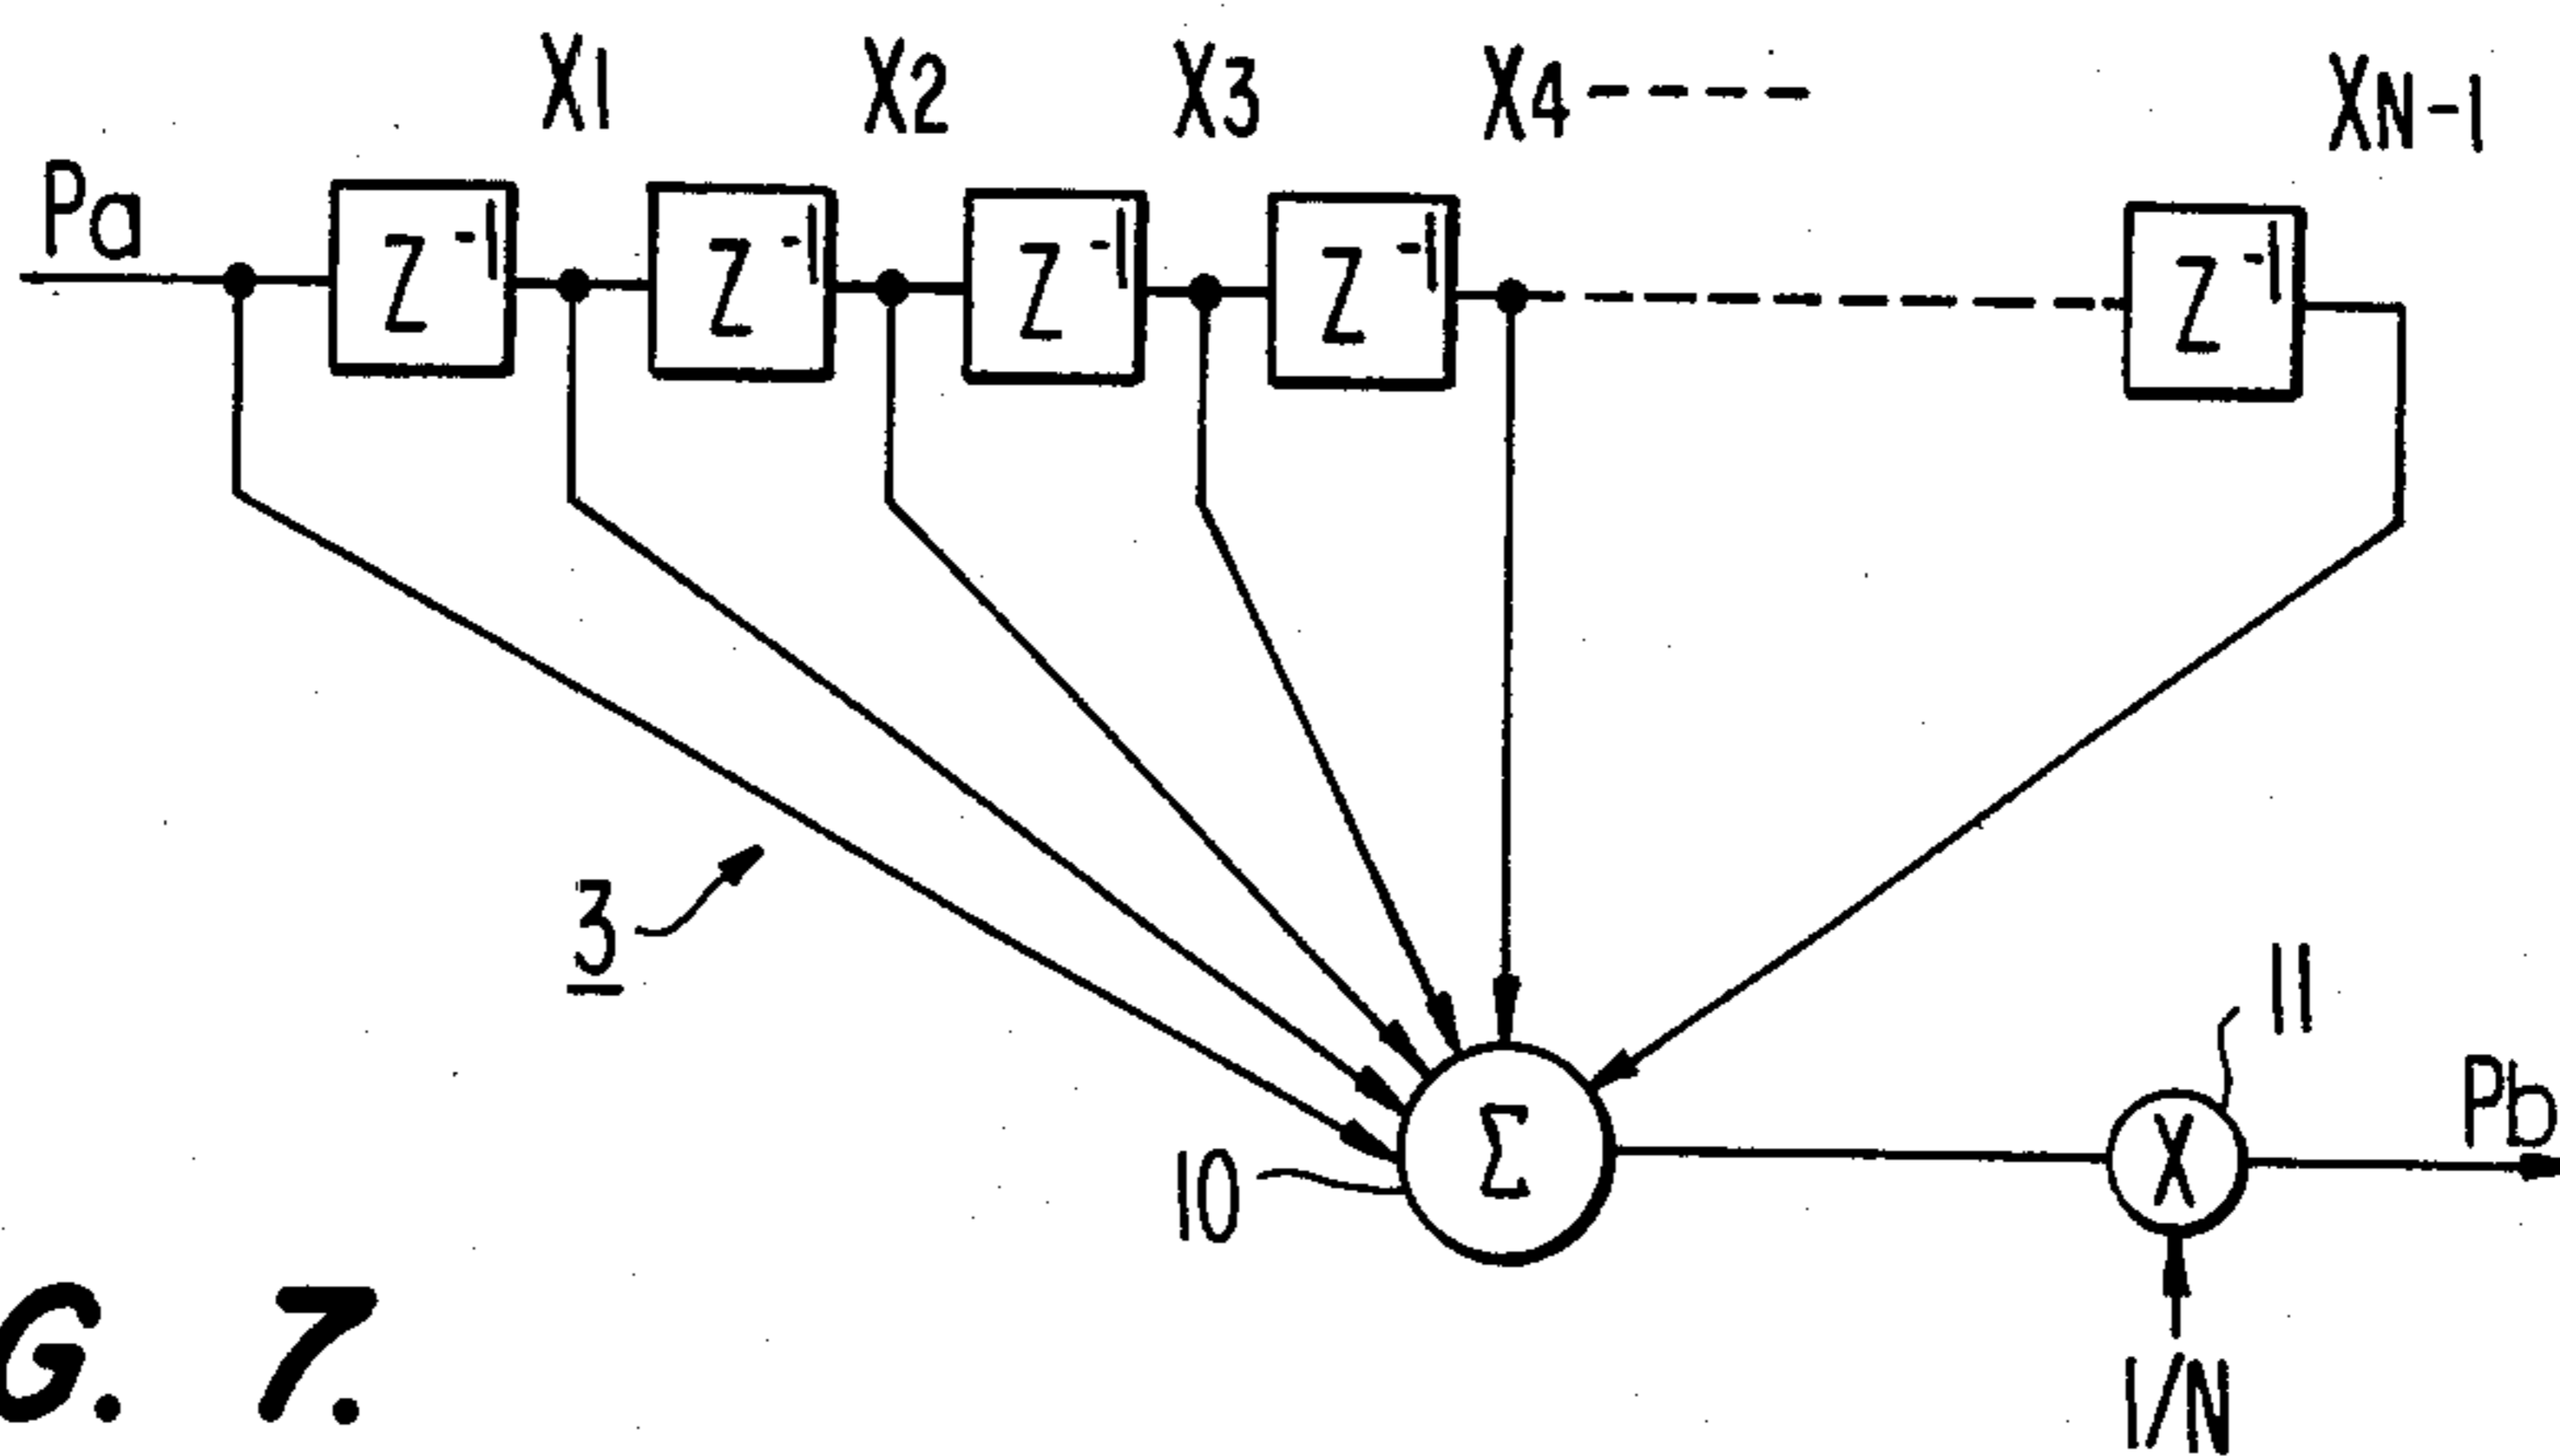 X1 X2 X3 X4 ----- XN-1
Pa
Z-1 Z-1 Z-1 Z-1 Z-1
3
11
Pb
10 Σ X
1/N
G. 7.